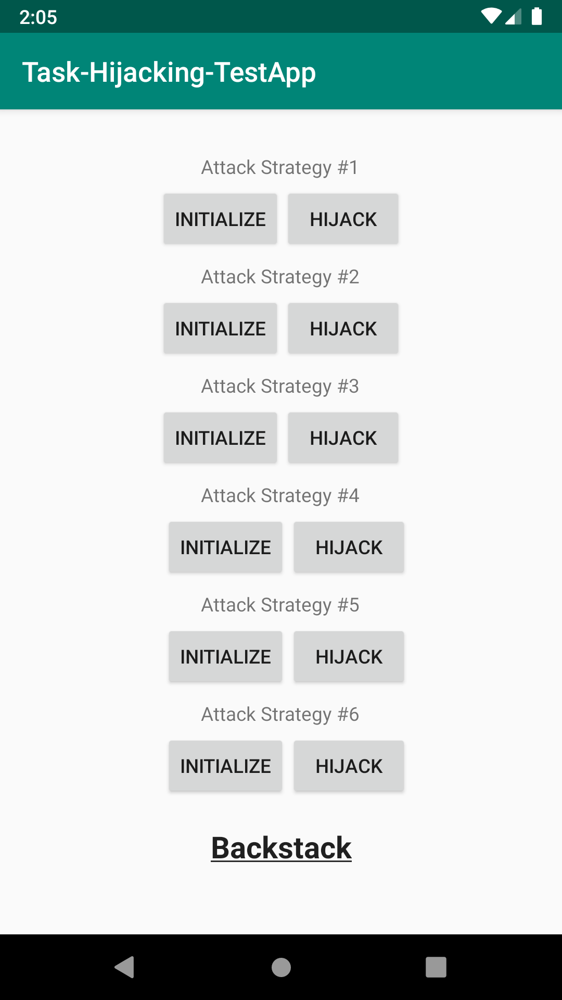 2:05
Task-Hijacking-TestApp
Attack Strategy #1
INITIALIZE HIJACK
Attack Strategy #2
INITIALIZE HIJACK
Attack Strategy #3
INITIALIZE HIJACK
Attack Strategy #4
INITIALIZE HIJACK
Attack Strategy #5
INITIALIZE HIJACK
Attack Strategy #6
INITIALIZE HIJACK
Backstack